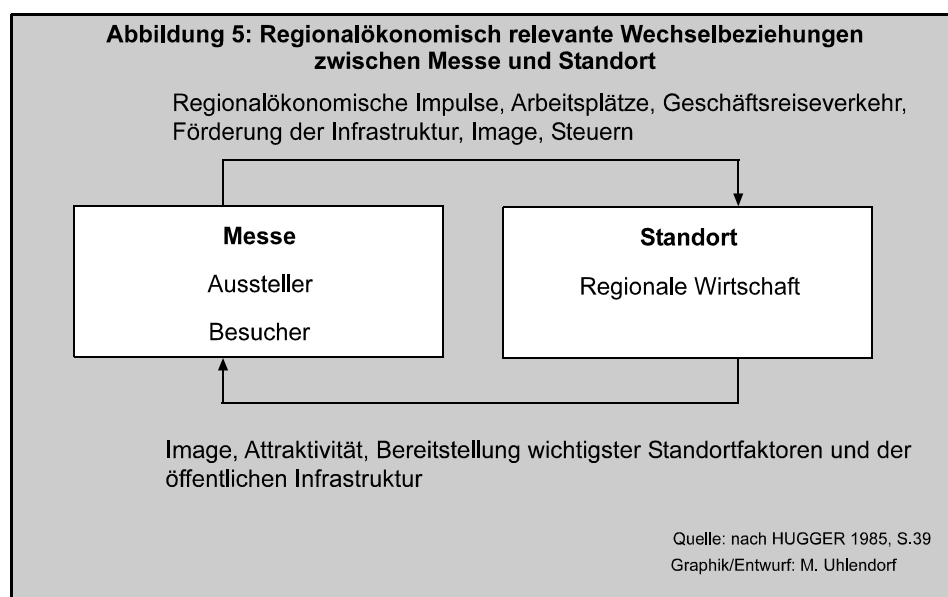 Abbildung 5: Regionalökonomisch relevante Wechselbeziehungen
zwischen Messe und Standort
Regionalökonomische Impulse, Arbeitsplätze, Geschäftsreiseverkehr,
Förderung der Infrastruktur, Image, Steuern
Messe
Aussteller
Besucher
Standort
Regionale Wirtschaft
Image, Attraktivität, Bereitstellung wichtigster Standortfaktoren und der
öffentlichen Infrastruktur
Quelle: nach HUGGER 1985, S.39
Graphik/Entwurf: M. Uhlendorf